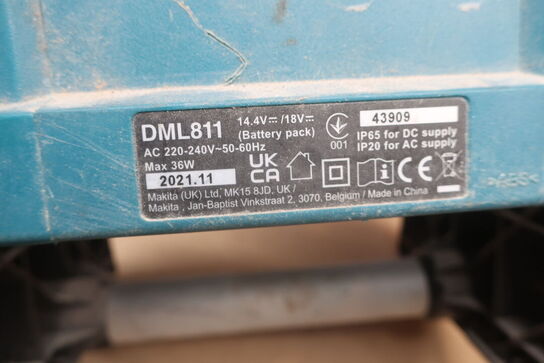 DML811 14.4V⎓/18V⎓ (Battery pack) 001 43909
AC 220-240V~50-60Hz IP65 for DC supply
Max 36W IP20 for AC supply
2021.11 UK CA CE
Makita (UK) Ltd, MK15 8JD, UK /
Makita , Jan-Baptist Vinkstraat 2, 3070, Belgium / Made in China